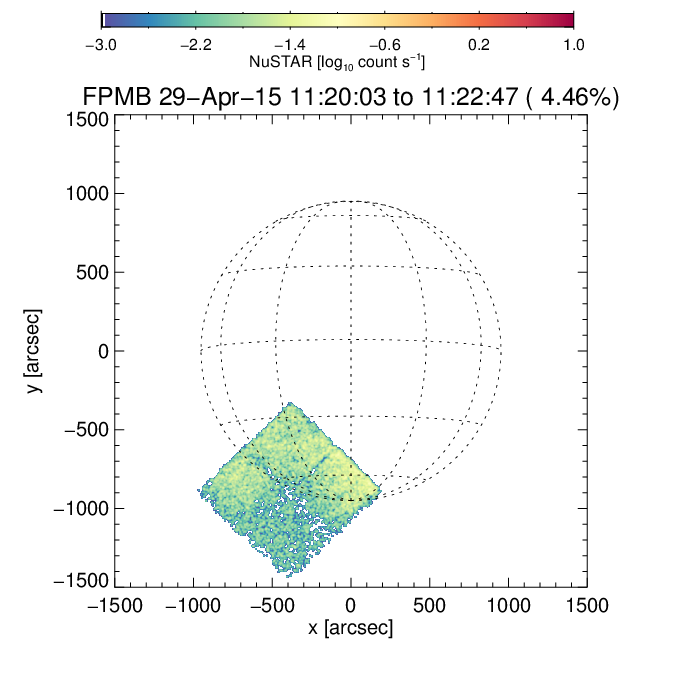 −3.0 −2.2 −1.4 −0.6 0.2 1.0
NuSTAR [log₁₀ count s⁻¹]
FPMB 29−Apr−15 11:20:03 to 11:22:47 ( 4.46%)
1500
1000
500
0
−500
−1000
−1500
y [arcsec]
−1500 −1000 −500 0 500 1000 1500
x [arcsec]